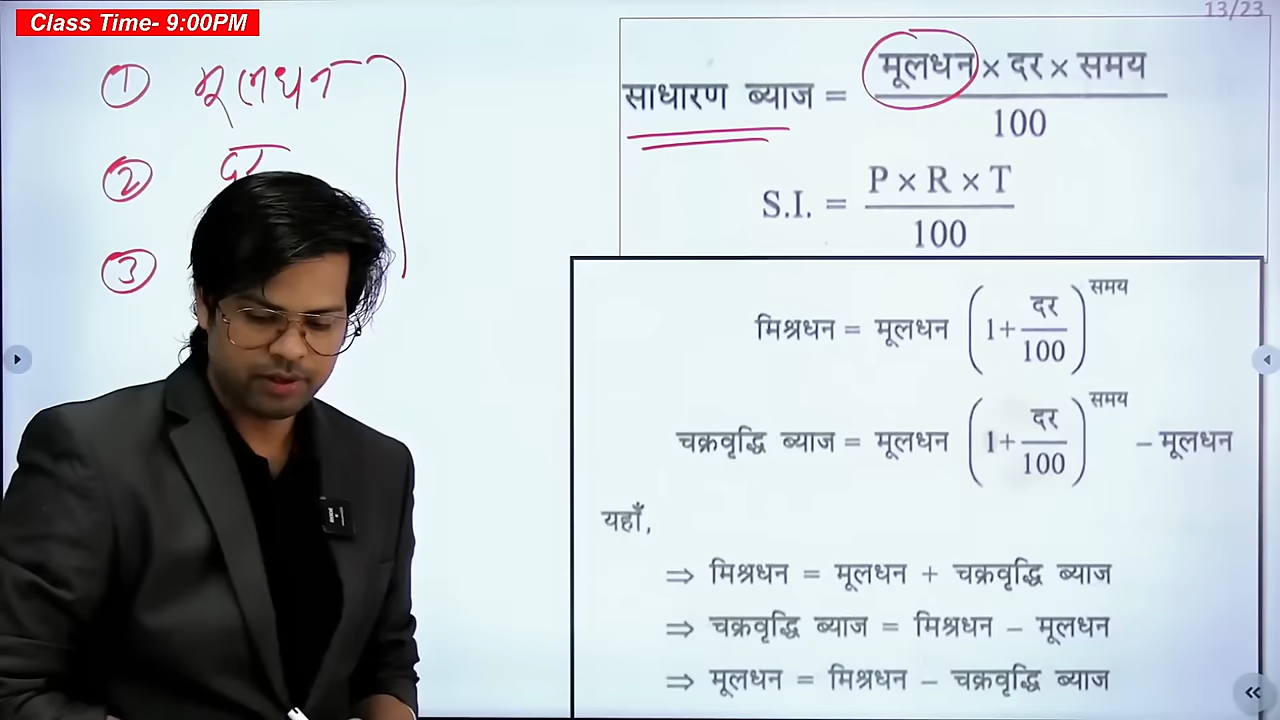 Class Time- 9:00PM
13/23
① मूलधन
② दर
③
साधारण ब्याज = मूलधन × दर × समय
100
S.I. = P × R × T
100
मिश्रधन = मूलधन (1+ दर/100)^समय
चक्रवृद्धि ब्याज = मूलधन (1+ दर/100)^समय – मूलधन
यहाँ,
⇒ मिश्रधन = मूलधन + चक्रवृद्धि ब्याज
⇒ चक्रवृद्धि ब्याज = मिश्रधन – मूलधन
⇒ मूलधन = मिश्रधन – चक्रवृद्धि ब्याज